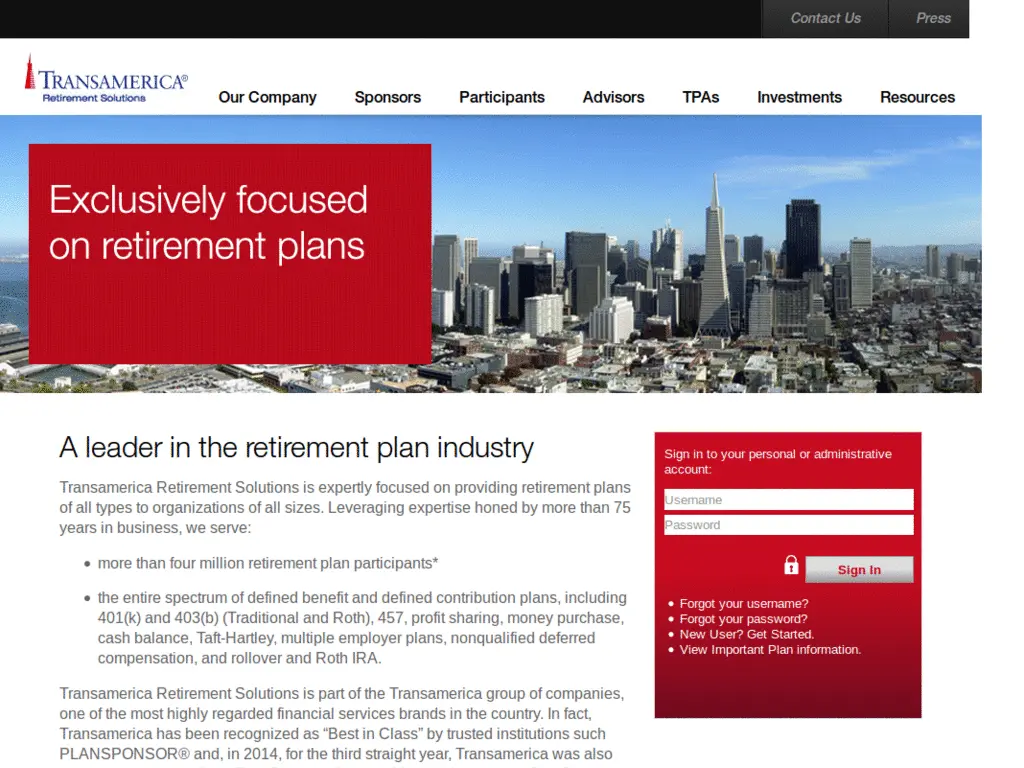 Contact Us
Press
TRANSAMERICA®
Retirement Solutions
Our Company
Sponsors
Participants
Advisors
TPAs
Investments
Resources
Exclusively focused
on retirement plans
A leader in the retirement plan industry
Transamerica Retirement Solutions is expertly focused on providing retirement plans
of all types to organizations of all sizes. Leveraging expertise honed by more than 75
years in business, we serve:
• more than four million retirement plan participants*
• the entire spectrum of defined benefit and defined contribution plans, including
401(k) and 403(b) (Traditional and Roth), 457, profit sharing, money purchase,
cash balance, Taft-Hartley, multiple employer plans, nonqualified deferred
compensation, and rollover and Roth IRA.
Transamerica Retirement Solutions is part of the Transamerica group of companies,
one of the most highly regarded financial services brands in the country. In fact,
Transamerica has been recognized as “Best in Class” by trusted institutions such
PLANSPONSOR® and, in 2014, for the third straight year, Transamerica was also
Sign in to your personal or administrative
account:
Username
Password
Sign In
• Forgot your username?
• Forgot your password?
• New User? Get Started.
• View Important Plan information.